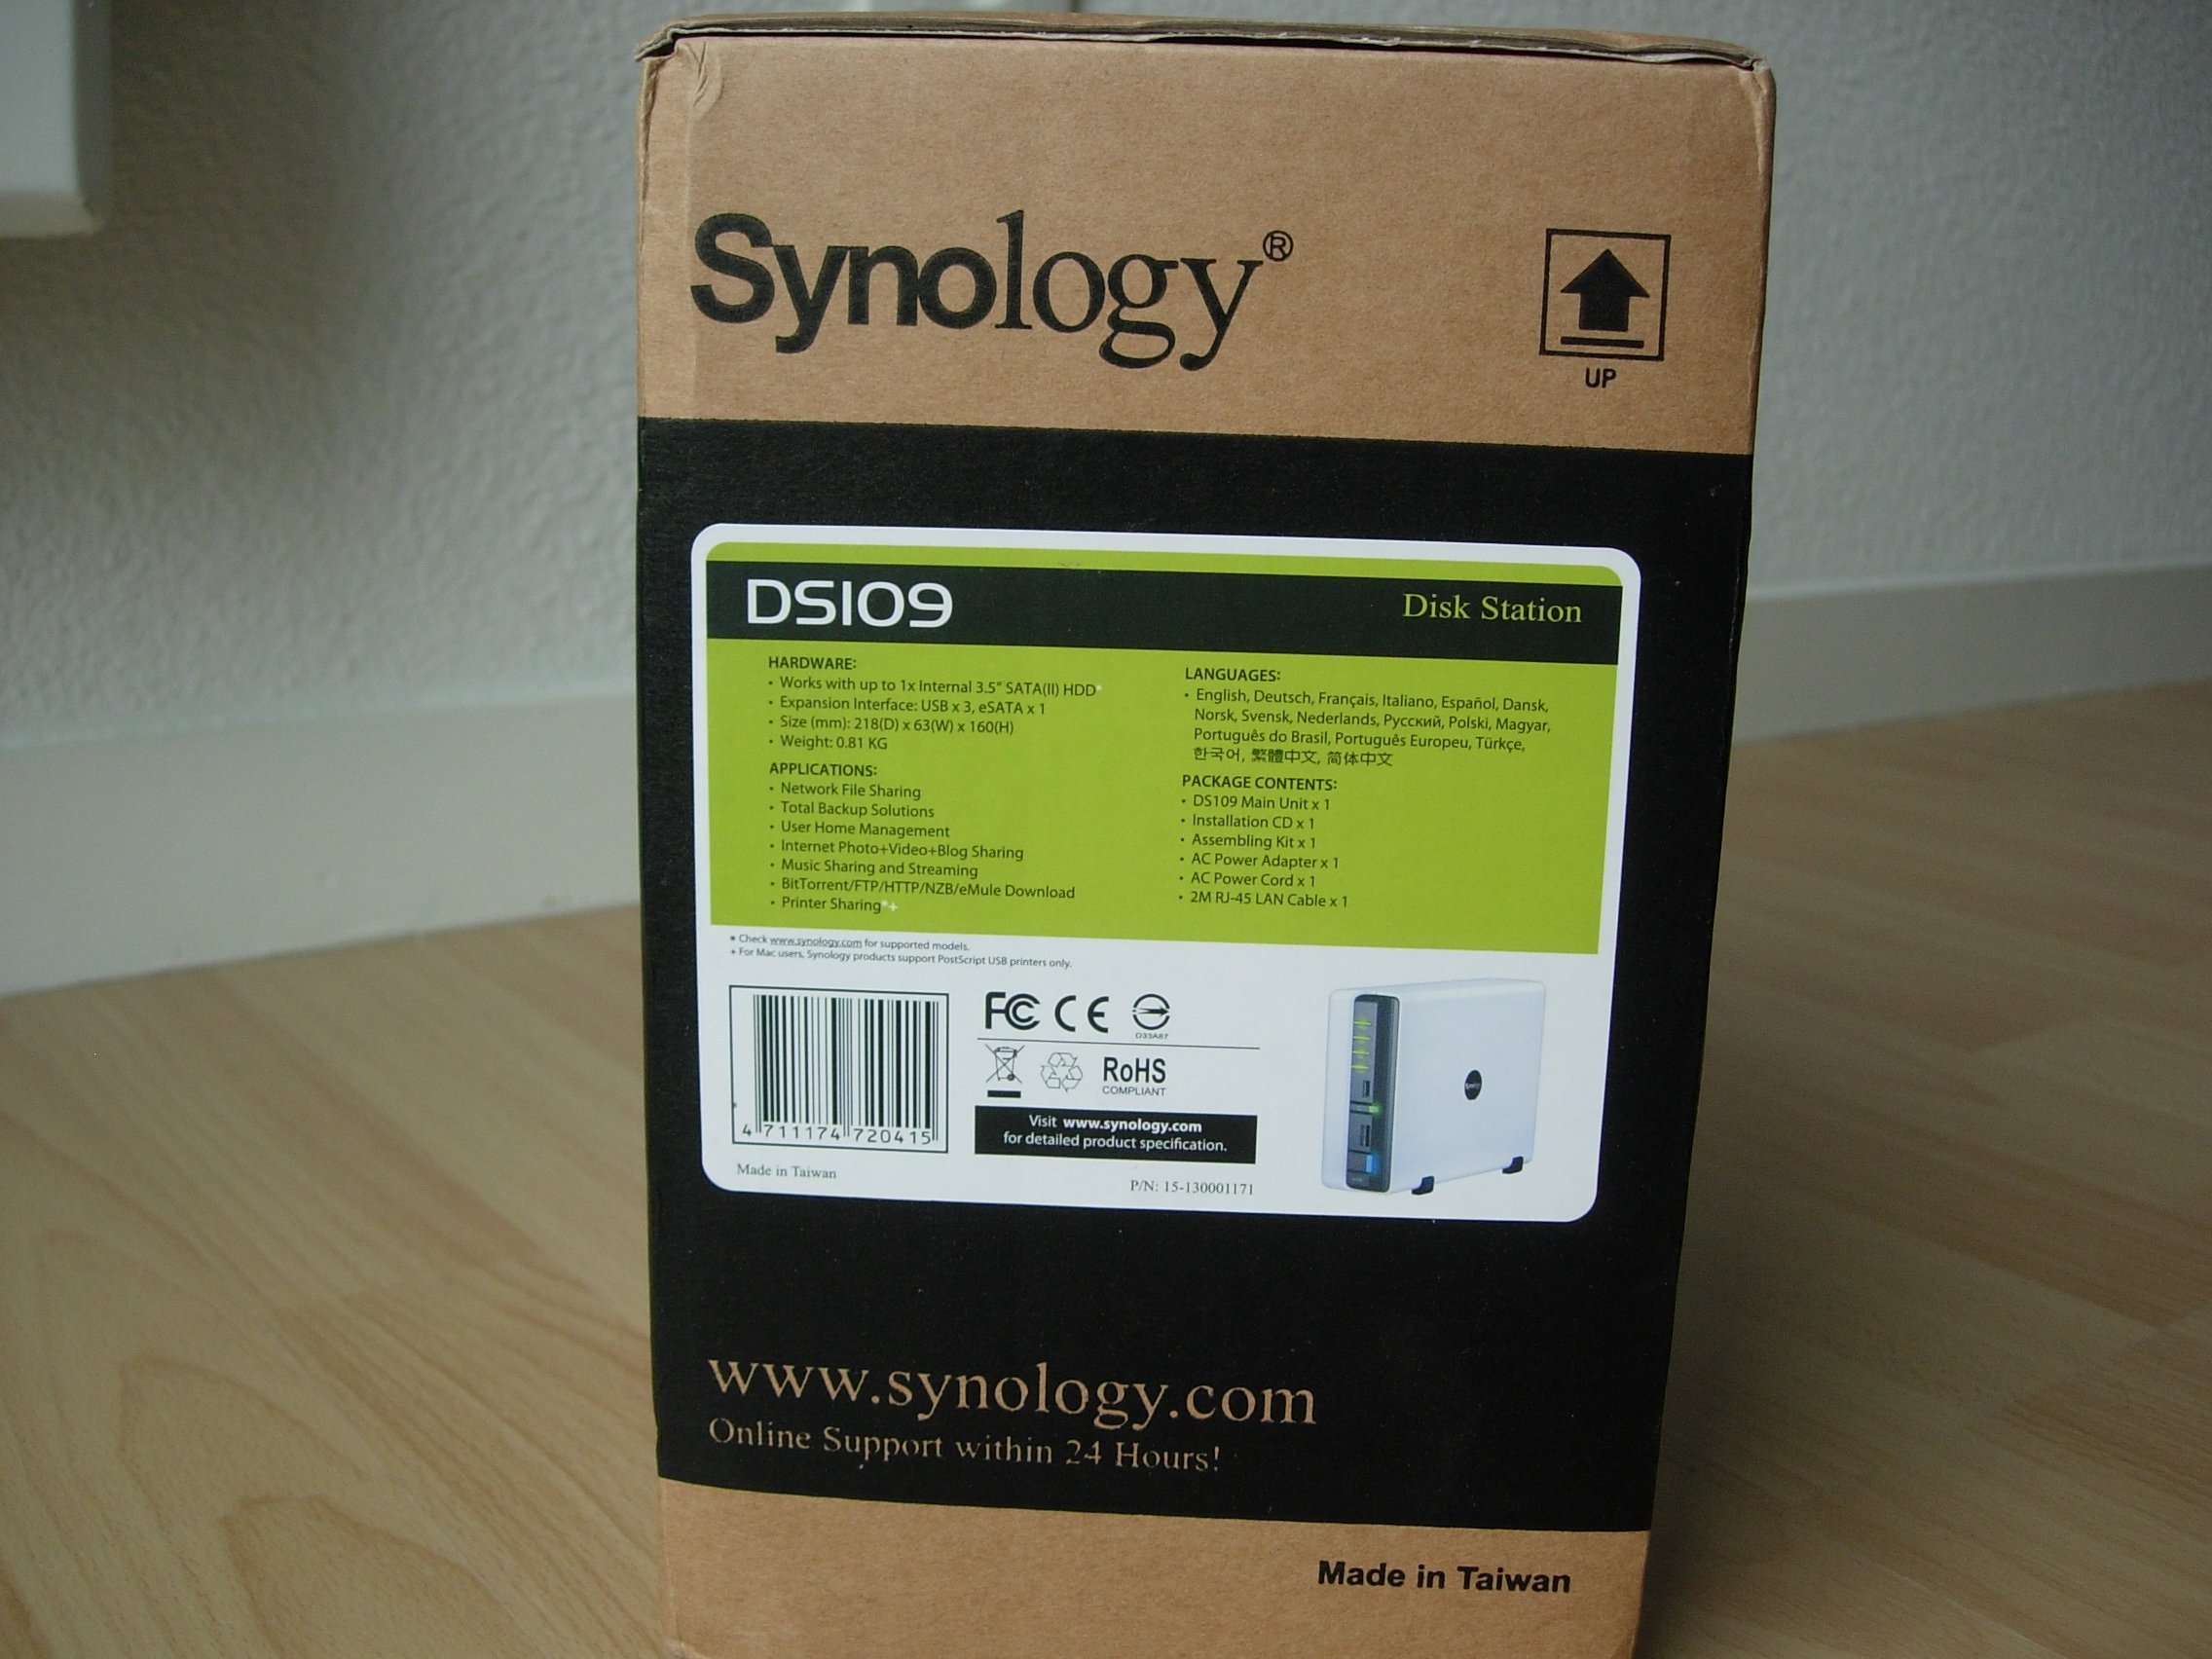 Synology®
UP
DS109
Disk Station
HARDWARE:
• Works with up to 1x Internal 3.5" SATA(II) HDD*
• Expansion Interface: USB x 3, eSATA x 1
• Size (mm): 218(D) x 63(W) x 160(H)
• Weight: 0.81 KG
APPLICATIONS:
• Network File Sharing
• Total Backup Solutions
• User Home Management
• Internet Photo+Video+Blog Sharing
• Music Sharing and Streaming
• BitTorrent/FTP/HTTP/NZB/eMule Download
• Printer Sharing*+
LANGUAGES:
• English, Deutsch, Français, Italiano, Español, Dansk,
Norsk, Svensk, Nederlands, Русский, Polski, Magyar,
Português do Brasil, Português Europeu, Türkçe,
한국어, 繁體中文, 简体中文
PACKAGE CONTENTS:
• DS109 Main Unit x 1
• Installation CD x 1
• Assembling Kit x 1
• AC Power Adapter x 1
• AC Power Cord x 1
• 2M RJ-45 LAN Cable x 1
* Check www.synology.com for supported models.
+ For Mac users, Synology products support PostScript USB printers only.
4 711174 720415
FC CE
D33A87
RoHS
COMPLIANT
Visit www.synology.com
for detailed product specification.
Made in Taiwan
P/N: 15-130001171
www.synology.com
Online Support within 24 Hours!
Made in Taiwan